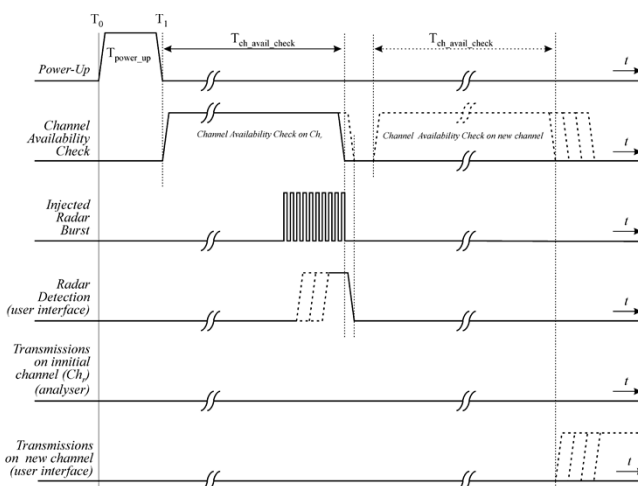 T0 T1
Tch_avail_check Tch_avail_check
Tpower_up
Power-Up t
Channel
Availability
Check
Channel Availability Check on Chr
Channel Availability Check on new channel
t
Injected
Radar
Burst
t
Radar
Detection
(user interface)
t
Transmissions
on innitial
channel (Chr)
(analyser)
t
Transmissions
on new channel
(user interface)
t